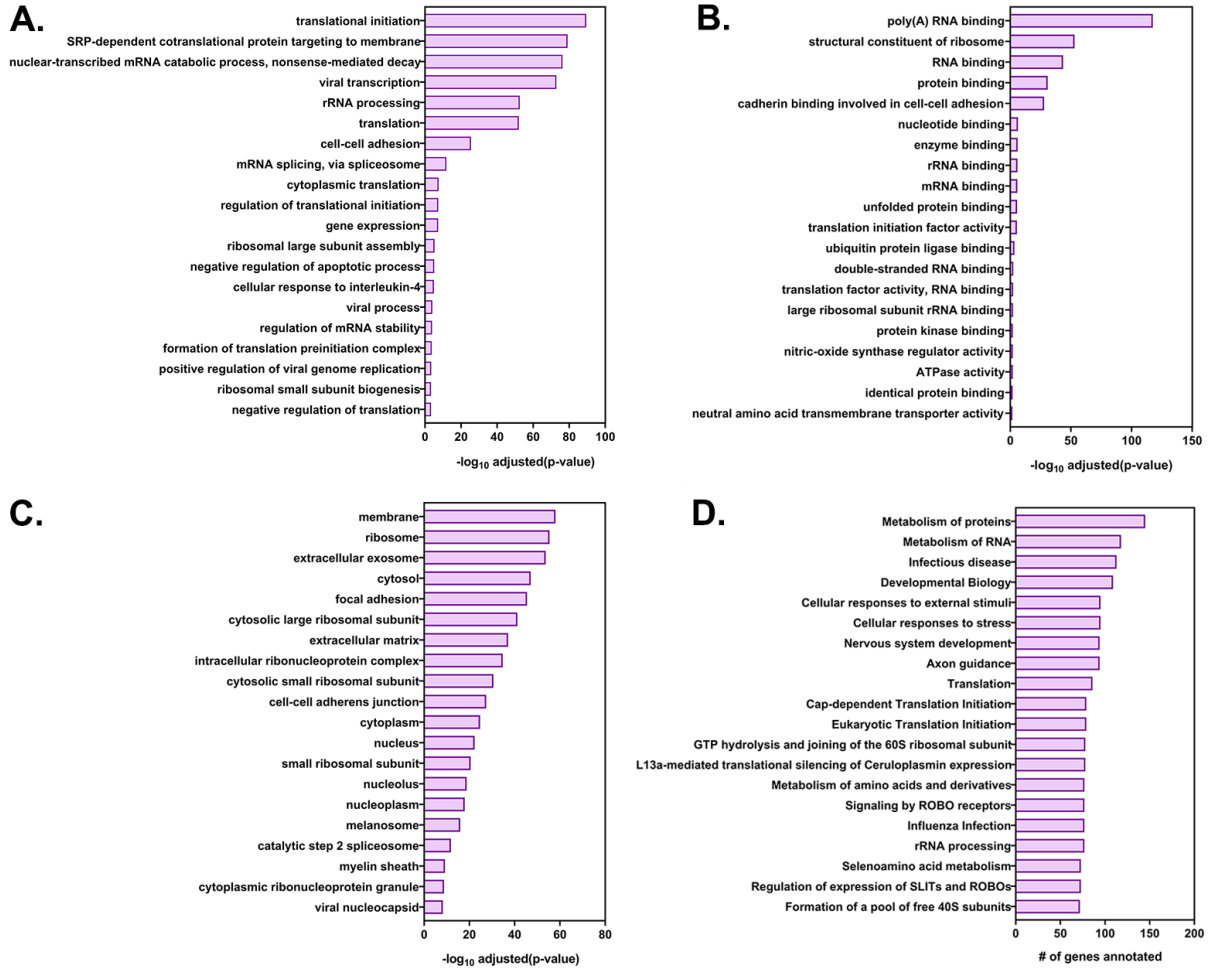 A.
translational initiation
SRP-dependent cotranslational protein targeting to membrane
nuclear-transcribed mRNA catabolic process, nonsense-mediated decay
viral transcription
rRNA processing
translation
cell-cell adhesion
mRNA splicing, via spliceosome
cytoplasmic translation
regulation of translational initiation
gene expression
ribosomal large subunit assembly
negative regulation of apoptotic process
cellular response to interleukin-4
viral process
regulation of mRNA stability
formation of translation preinitiation complex
positive regulation of viral genome replication
ribosomal small subunit biogenesis
negative regulation of translation
0 20 40 60 80 100
-log10 adjusted(p-value)
B.
poly(A) RNA binding
structural constituent of ribosome
RNA binding
protein binding
cadherin binding involved in cell-cell adhesion
nucleotide binding
enzyme binding
rRNA binding
mRNA binding
unfolded protein binding
translation initiation factor activity
ubiquitin protein ligase binding
double-stranded RNA binding
translation factor activity, RNA binding
large ribosomal subunit rRNA binding
protein kinase binding
nitric-oxide synthase regulator activity
ATPase activity
identical protein binding
neutral amino acid transmembrane transporter activity
0 50 100 150
-log10 adjusted(p-value)
C.
membrane
ribosome
extracellular exosome
cytosol
focal adhesion
cytosolic large ribosomal subunit
extracellular matrix
intracellular ribonucleoprotein complex
cytosolic small ribosomal subunit
cell-cell adherens junction
cytoplasm
nucleus
small ribosomal subunit
nucleolus
nucleoplasm
melanosome
catalytic step 2 spliceosome
myelin sheath
cytoplasmic ribonucleoprotein granule
viral nucleocapsid
0 20 40 60 80
-log10 adjusted(p-value)
D.
Metabolism of proteins
Metabolism of RNA
Infectious disease
Developmental Biology
Cellular responses to external stimuli
Cellular responses to stress
Nervous system development
Axon guidance
Translation
Cap-dependent Translation Initiation
Eukaryotic Translation Initiation
GTP hydrolysis and joining of the 60S ribosomal subunit
L13a-mediated translational silencing of Ceruloplasmin expression
Metabolism of amino acids and derivatives
Signaling by ROBO receptors
Influenza Infection
rRNA processing
Selenoamino acid metabolism
Regulation of expression of SLITs and ROBOs
Formation of a pool of free 40S subunits
0 50 100 150 200
# of genes annotated